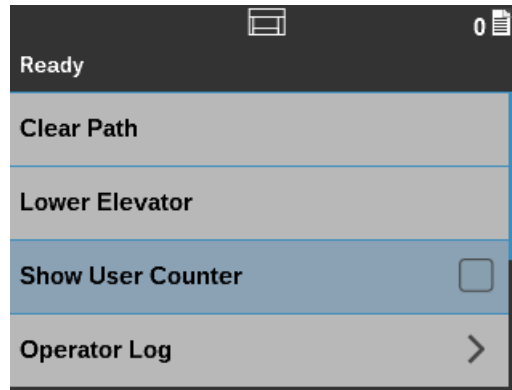 0
Ready
Clear Path
Lower Elevator
Show User Counter
Operator Log